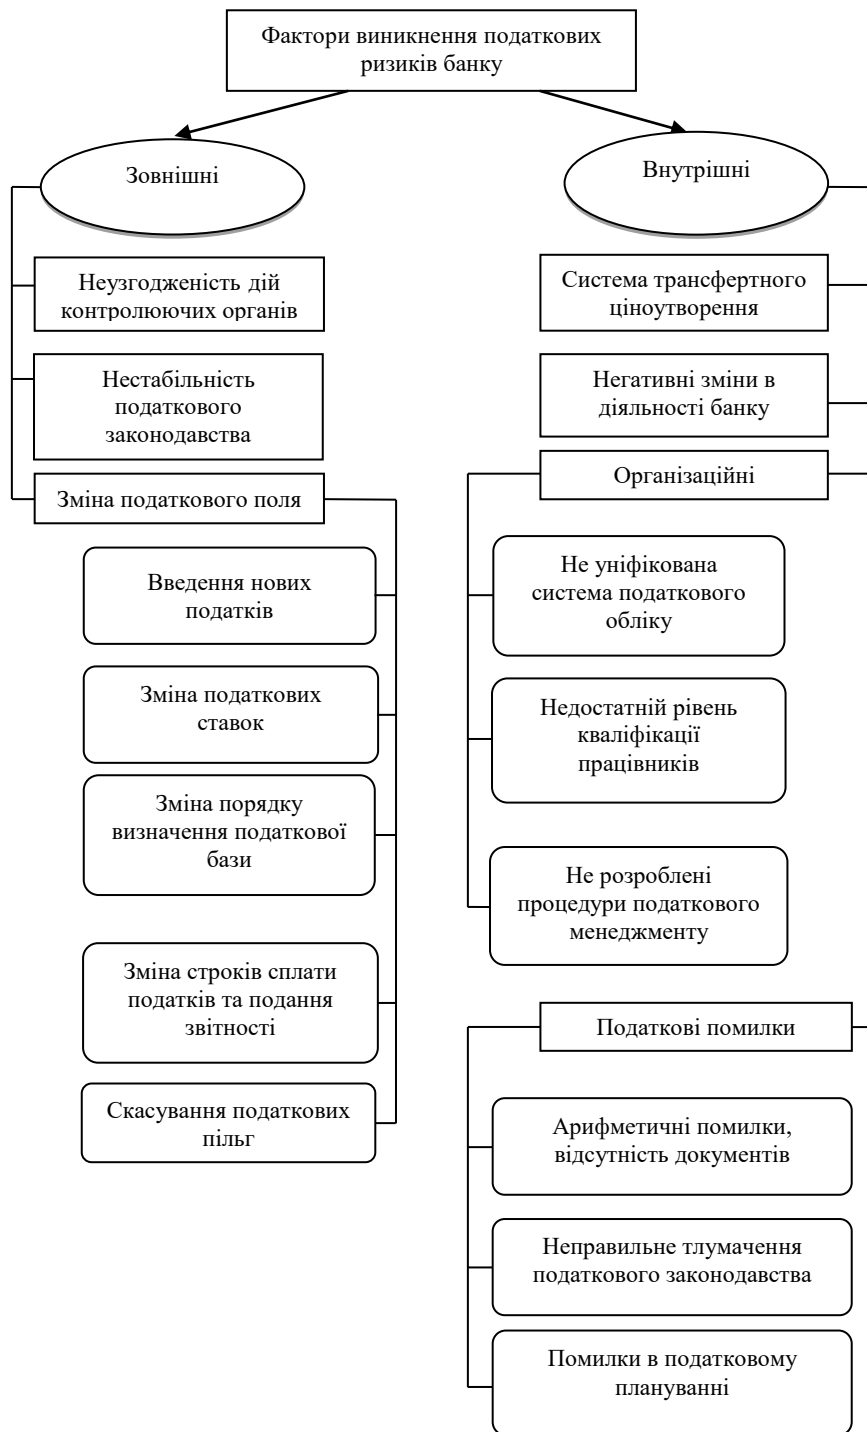 Фактори виникнення податкових
ризиків банку
Зовнішні
Неузгодженість дій
контролюючих органів
Нестабільність
податкового
законодавства
Зміна податкового поля
Введення нових
податків
Зміна податкових
ставок
Зміна порядку
визначення податкової
бази
Зміна строків сплати
податків та подання
звітності
Скасування податкових
пільг
Внутрішні
Система трансфертного
ціноутворення
Негативні зміни в
діяльності банку
Організаційні
Не уніфікована
система податкового
обліку
Недостатній рівень
кваліфікації
працівників
Не розроблені
процедури податкового
менеджменту
Податкові помилки
Арифметичні помилки,
відсутність документів
Неправильне тлумачення
податкового законодавства
Помилки в податковому
плануванні